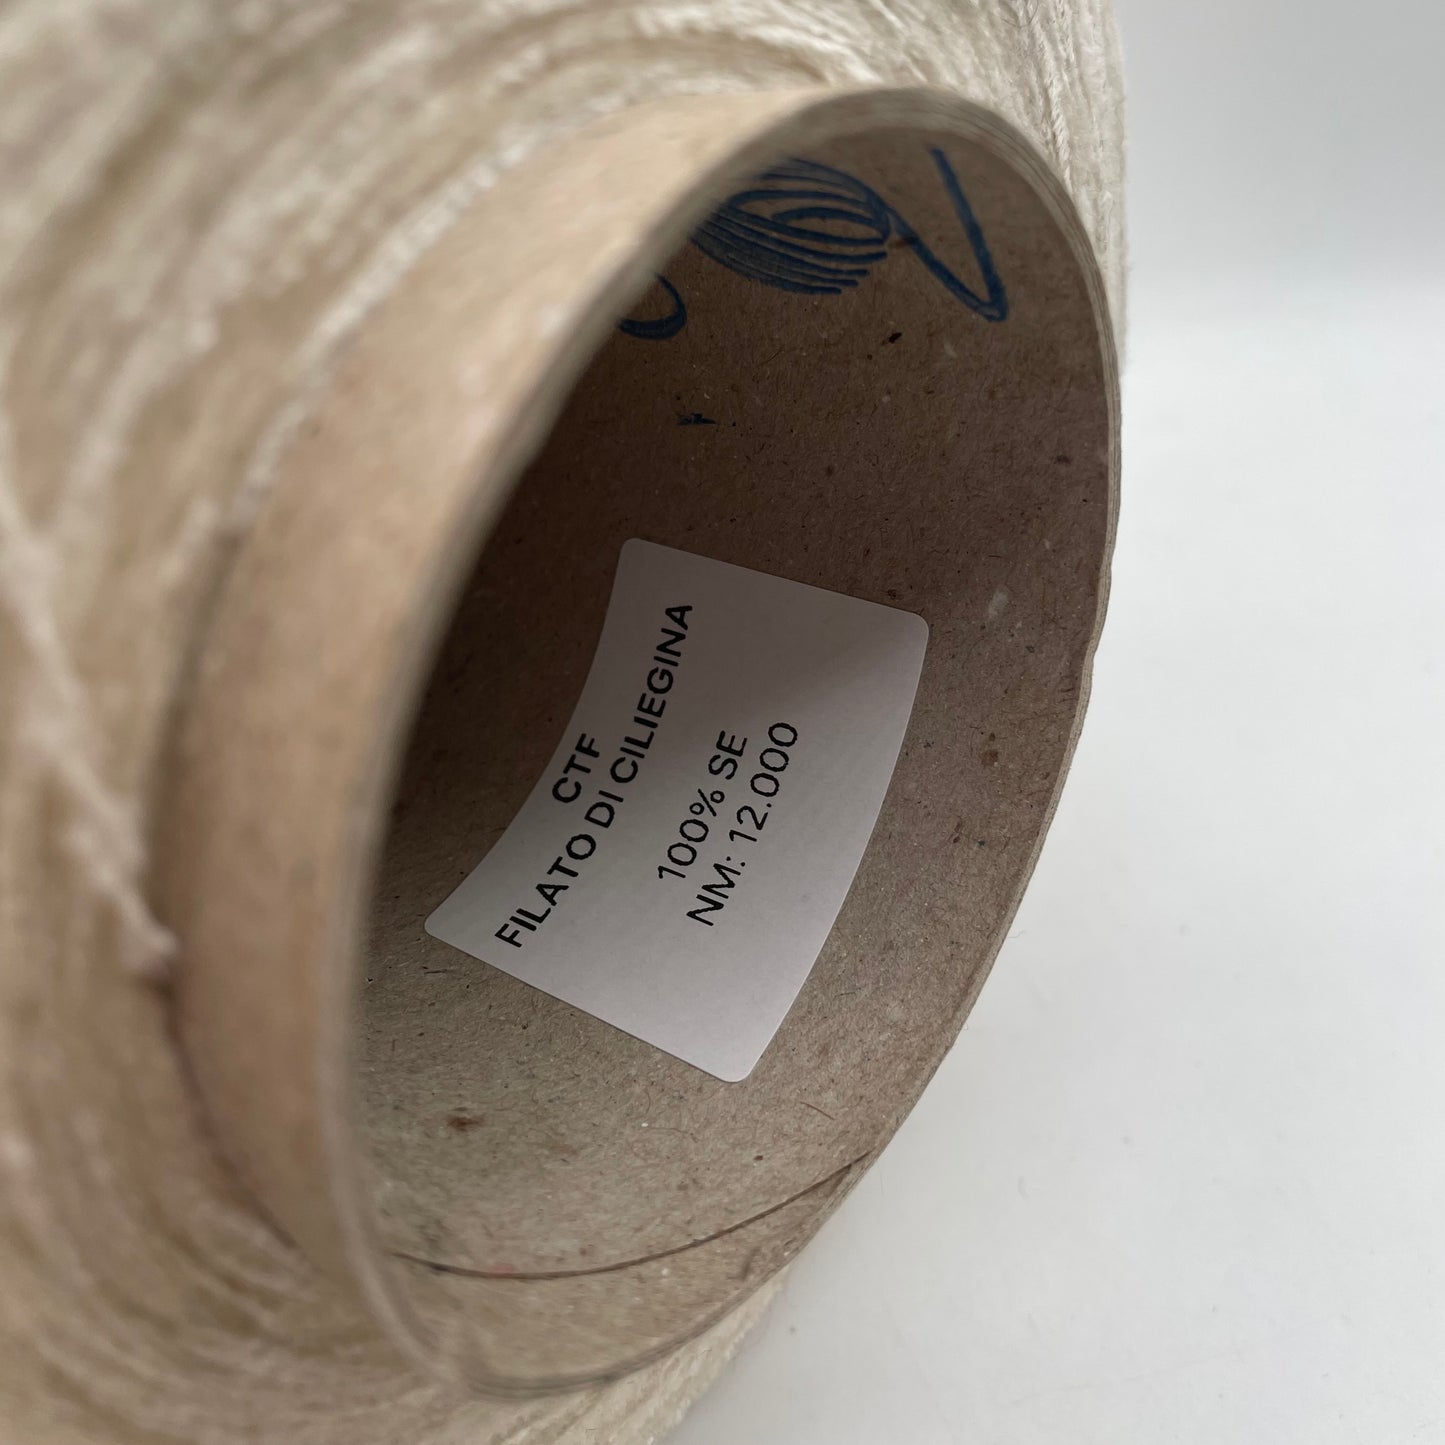 CTF
FILATO DI CILIEGINA
100% SE
NM: 12.000